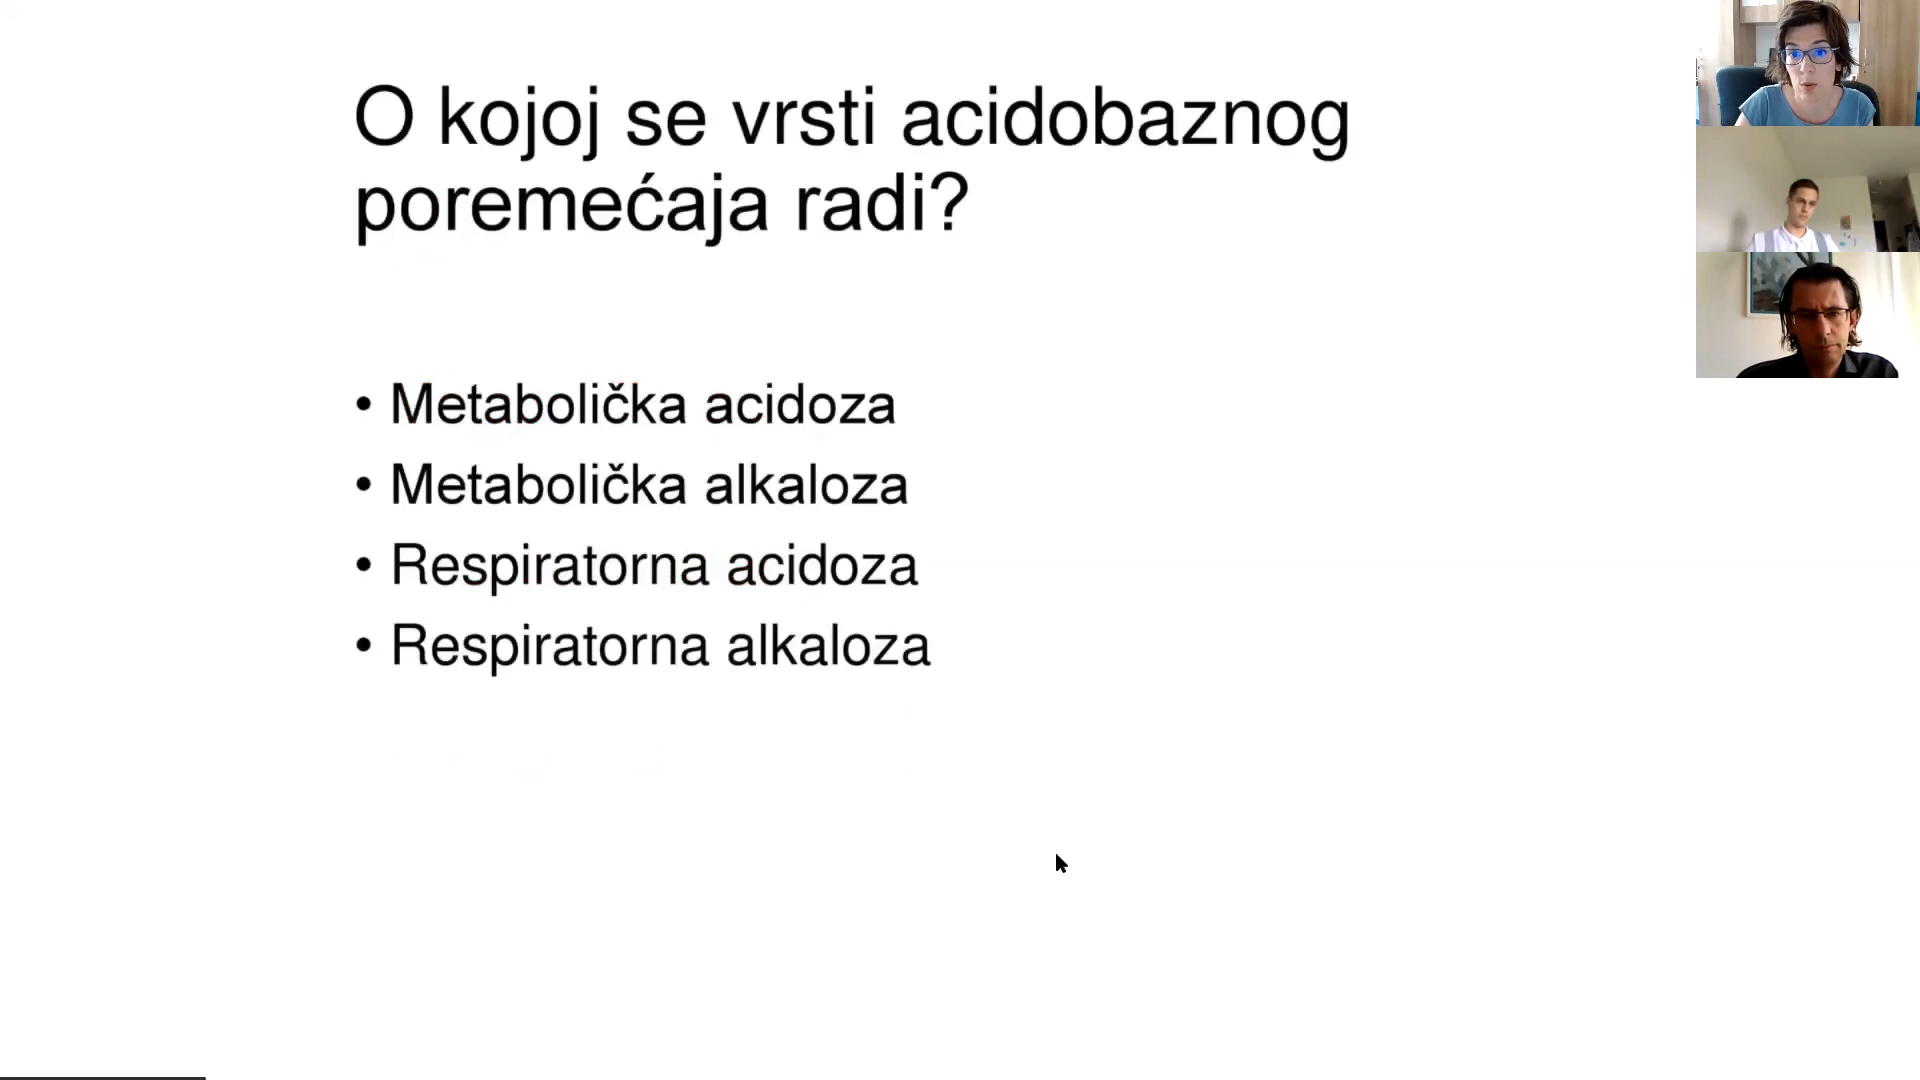 O kojoj se vrsti acidobaznog
poremećaja radi?
• Metabolička acidoza
• Metabolička alkaloza
• Respiratorna acidoza
• Respiratorna alkaloza